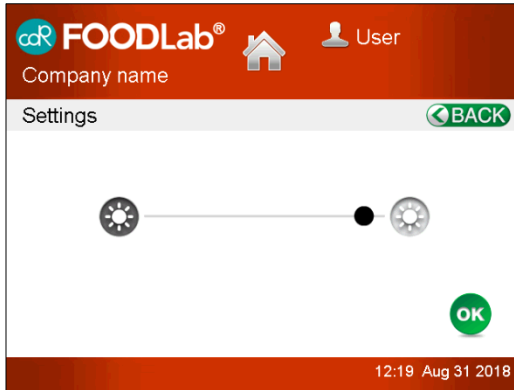 cdR FOODLab®
User
Company name
Settings
BACK
OK
12:19 Aug 31 2018